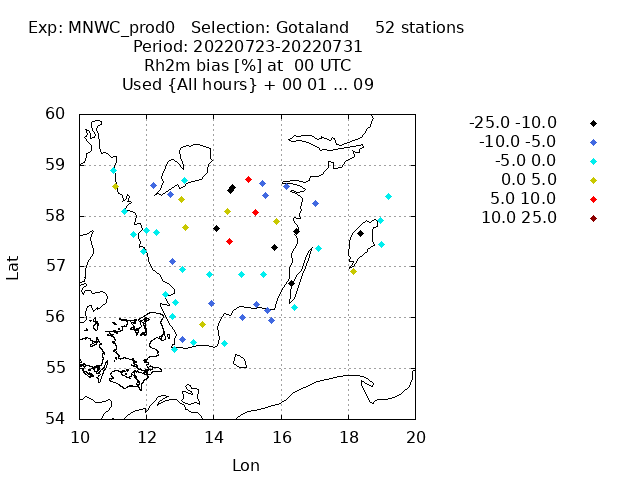 Exp: MNWC_prod0   Selection: Gotaland     52 stations
Period: 20220723-20220731
Rh2m bias [%] at  00 UTC
Used {All hours} + 00 01 ... 09
-25.0 -10.0
-10.0 -5.0
-5.0 0.0
0.0 5.0
5.0 10.0
10.0 25.0
60
59
58
57
56
55
54
Lat
10 12 14 16 18 20
Lon